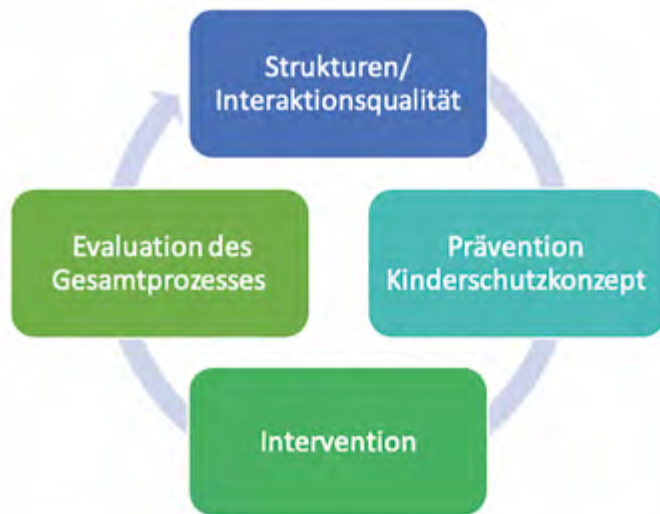 Strukturen/
Interaktionsqualität
Prävention
Kinderschutzkonzept
Intervention
Evaluation des
Gesamtprozesses